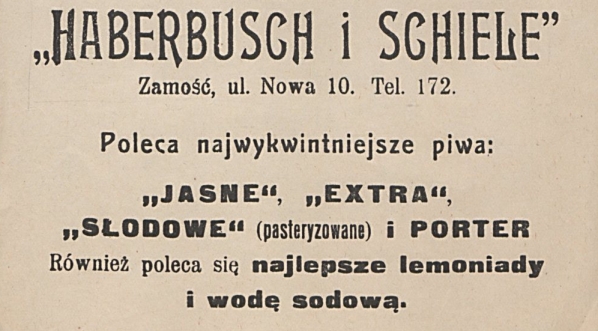 „HABERBUSCH i SCHIELE”
Zamość, ul. Nowa 10. Tel. 172.
Poleca najwykwintniejsze piwa:
„JASNE“, „EXTRA“,
„SŁODOWE“ (pasteryzowane) i PORTER
Również poleca się najlepsze lemoniady
i wodę sodową.